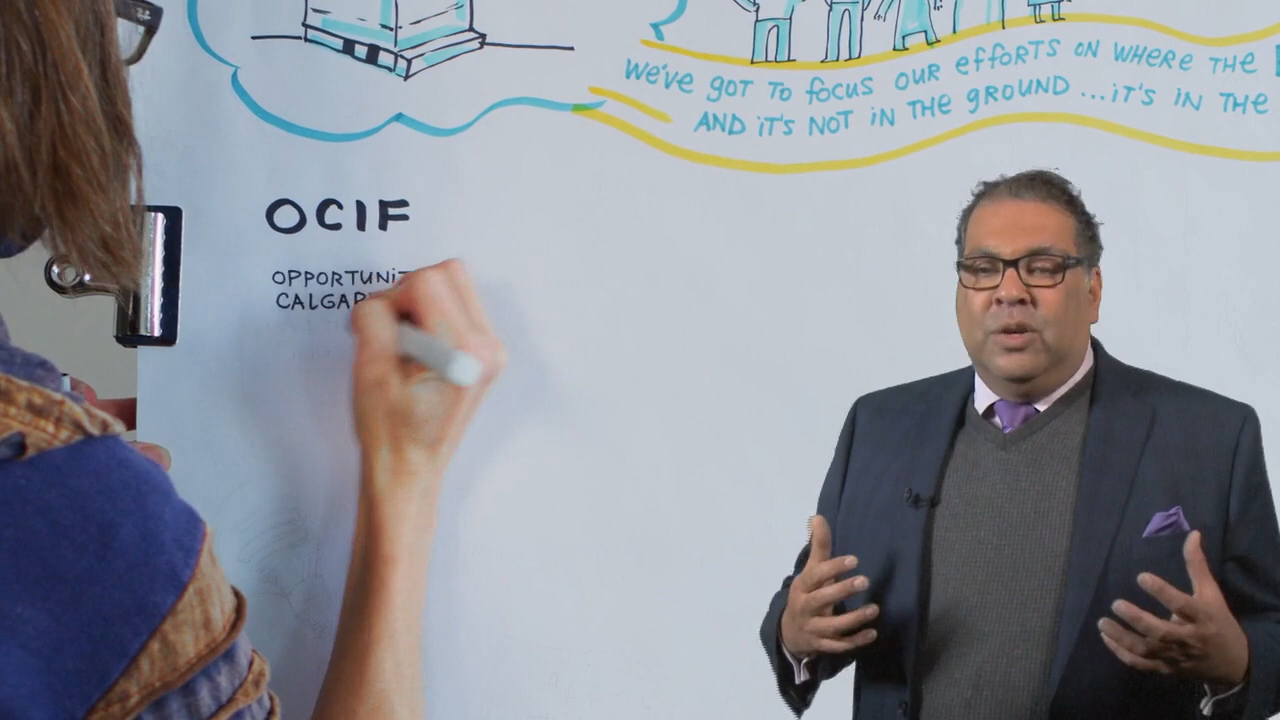 WE'VE GOT TO FOCUS OUR EFFORTS ON WHERE THE
AND IT'S NOT IN THE GROUND ... IT'S IN THE
OCIF
OPPORTUNIT
CALGAR